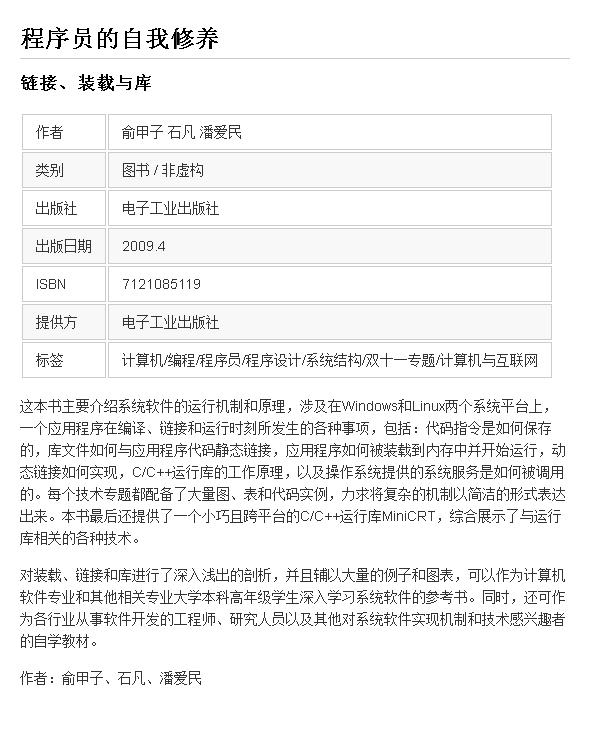 程序员的自我修养
链接、装载与库
作者 俞甲子 石凡 潘爱民
类别 图书 / 非虚构
出版社 电子工业出版社
出版日期 2009.4
ISBN 7121085119
提供方 电子工业出版社
标签 计算机/编程/程序员/程序设计/系统结构/双十一专题/计算机与互联网
这本书主要介绍系统软件的运行机制和原理，涉及在Windows和Linux两个系统平台上，
一个应用程序在编译、链接和运行时刻所发生的各种事项，包括：代码指令是如何保存
的，库文件如何与应用程序代码静态链接，应用程序如何被装载到内存中并开始运行，动
态链接如何实现，C/C++运行库的工作原理，以及操作系统提供的系统服务是如何被调用
的。每个技术专题都配备了大量图、表和代码实例，力求将复杂的机制以简洁的形式表达
出来。本书最后还提供了一个小巧且跨平台的C/C++运行库MiniCRT，综合展示了与运行
库相关的各种技术。
对装载、链接和库进行了深入浅出的剖析，并且辅以大量的例子和图表，可以作为计算机
软件专业和其他相关专业大学本科高年级学生深入学习系统软件的参考书。同时，还可作
为各行业从事软件开发的工程师、研究人员以及其他对系统软件实现机制和技术感兴趣者
的自学教材。
作者：俞甲子、石凡、潘爱民